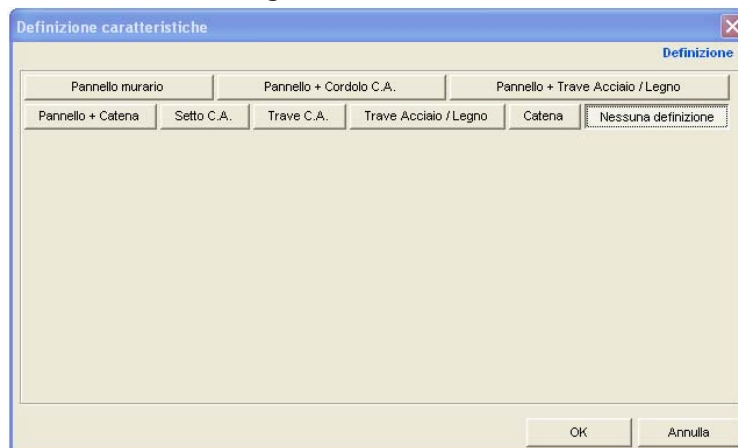 Definizione caratteristiche
Definizione
Pannello murario Pannello + Cordolo C.A. Pannello + Trave Acciaio / Legno
Pannello + Catena Setto C.A. Trave C.A. Trave Acciaio / Legno Catena Nessuna definizione
OK Annulla